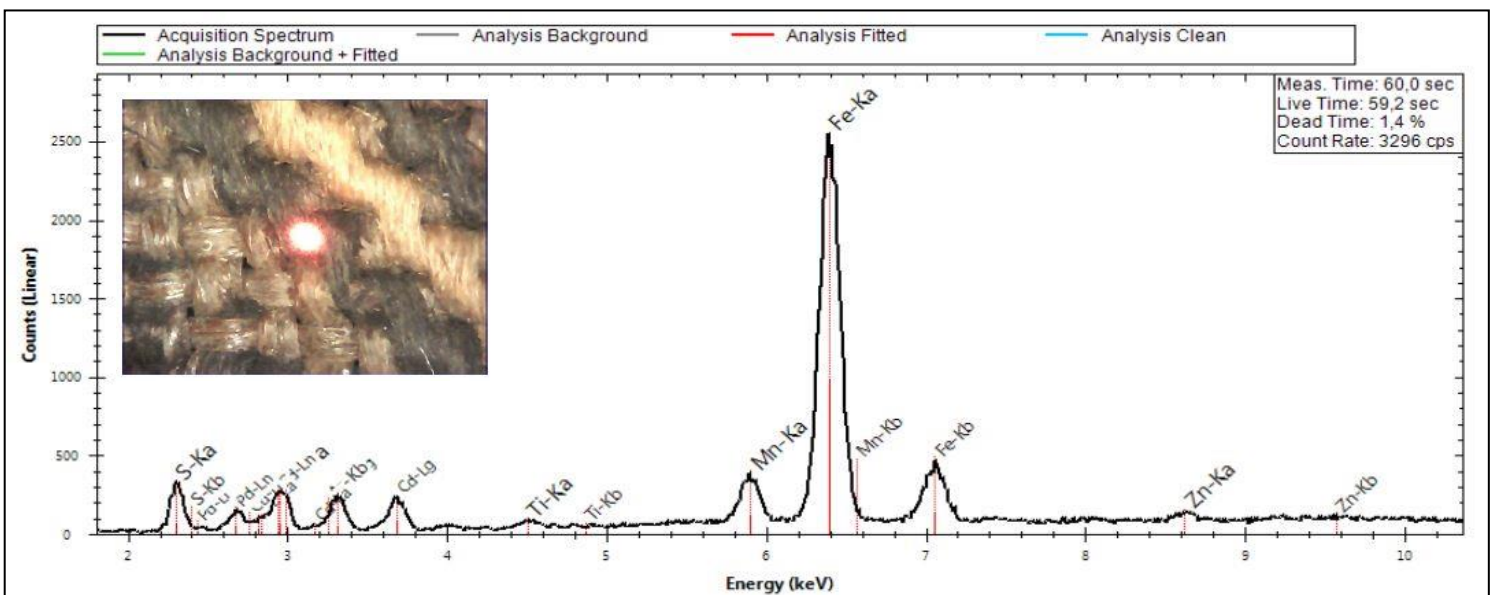 Acquisition Spectrum Analysis Background Analysis Fitted Analysis Clean
Analysis Background + Fitted
Meas. Time: 60,0 sec
Live Time: 59,2 sec
Dead Time: 1,4 %
Count Rate: 3296 cps
Counts (Linear)
2500
2000
1500
1000
500
0
Fe-Ka
S-Ka
S-Kb
Pd-Ln
Cd-Lg
Ti-Ka
Ti-Kb
Mn-Ka
Mn-Kb
Fe-Kb
Zn-Ka
Zn-Kb
2 3 4 5 6 7 8 9 10
Energy (keV)